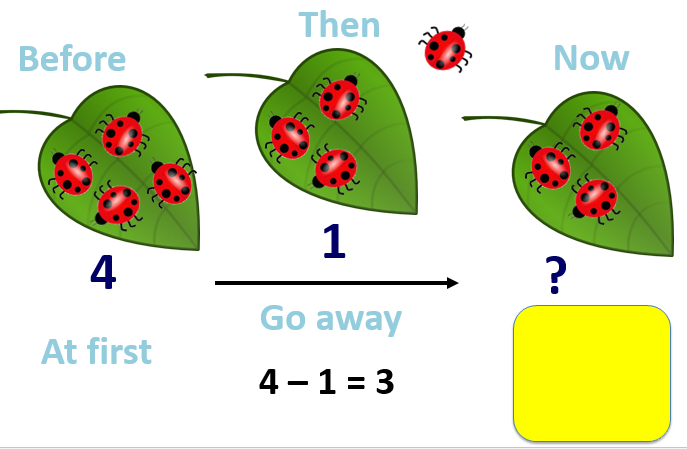 Before
Then
Now
4
1
?
At first
Go away
4 – 1 = 3